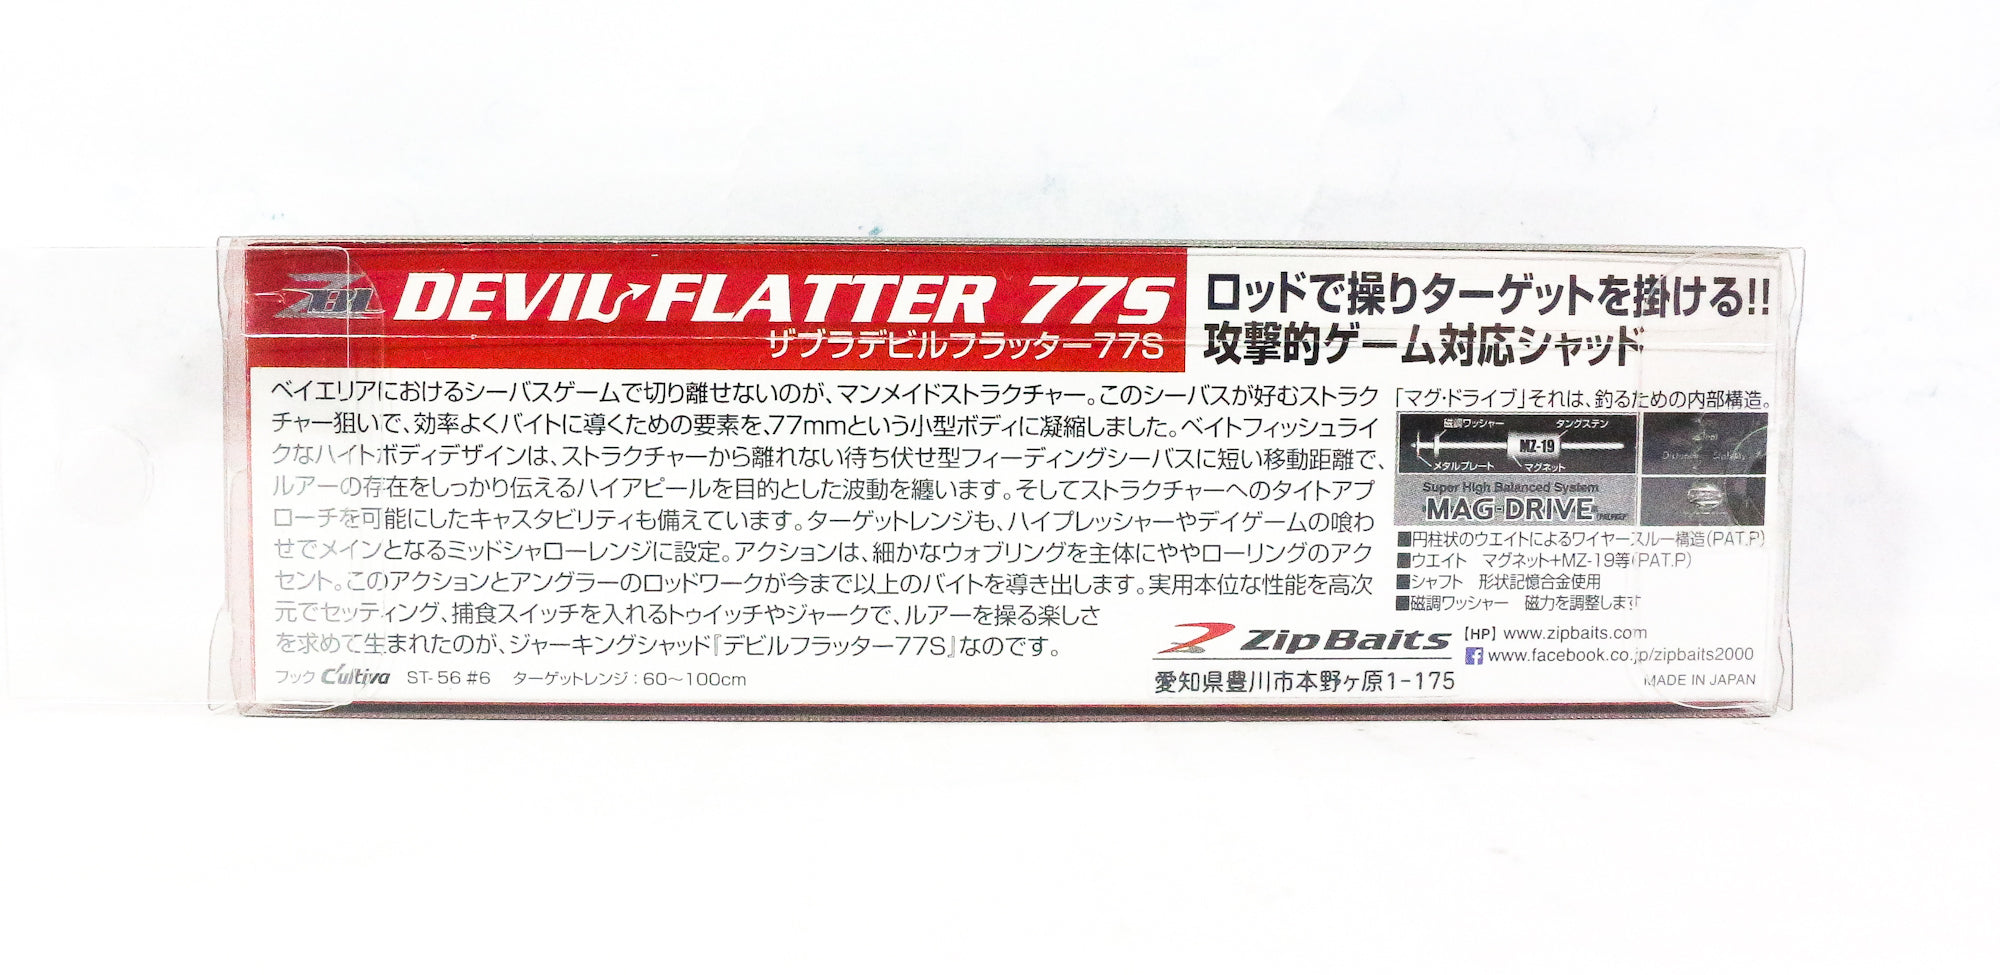 ZBL DEVIL FLATTER 77S
ザブラデビルフラッター77S
ロッドで操りターゲットを掛ける!!
攻撃的ゲーム対応シャッド
ベイエリアにおけるシーバスゲームで切り離せないのが、マンメイドストラクチャー。このシーバスが好むストラク
チャー狙いで、効率よくバイトに導くための要素を、77mmという小型ボディに凝縮しました。ベイトフィッシュライ
クなハイトボディデザインは、ストラクチャーから離れない待ち伏せ型フィーディングシーバスに短い移動距離で、
ルアーの存在をしっかり伝えるハイアピールを目的とした波動を纏います。そしてストラクチャーへのタイトアプ
ローチを可能にしたキャスタビリティも備えています。ターゲットレンジも、ハイプレッシャーやデイゲームの喰わ
せでメインとなるミッドシャローレンジに設定。アクションは、細かなウォブリングを主体にややローリングのアク
セント。このアクションとアングラーのロッドワークが今まで以上のバイトを導き出します。実用本位な性能を高次
元でセッティング、捕食スイッチを入れるトゥイッチやジャークで、ルアーを操る楽しさ
を求めて生まれたのが、ジャーキングシャッド『デビルフラッター77S』なのです。
フック C'ultiva ST-56 #6 ターゲットレンジ：60〜100cm
「マグ・ドライブ」それは、釣るための内部構造。
磁調ワッシャー タングステン
MZ-19
メタルプレート マグネット
Super High Balanced System
MAG-DRIVE
■円柱状のウエイトによるワイヤースルー構造(PAT.P)
■ウエイト マグネット+MZ-19等(PAT.P)
■シャフト 形状記憶合金使用
■磁調ワッシャー 磁力を調整します
ZipBaits
【HP】www.zipbaits.com
www.facebook.co.jp/zipbaits2000
愛知県豊川市本野ヶ原1-175
MADE IN JAPAN